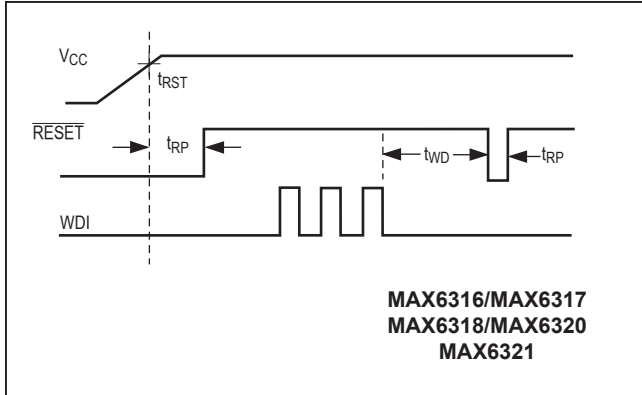 VCC
tRST
RESET
tRP
tWD
tRP
WDI
MAX6316/MAX6317
MAX6318/MAX6320
MAX6321